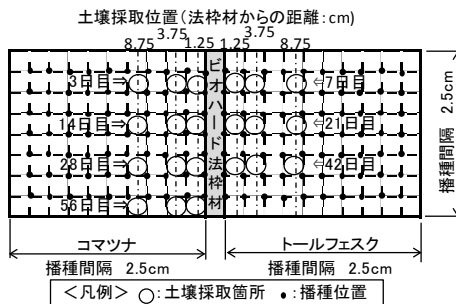 土壌採取位置(法枠材からの距離:cm)
8.75 3.75 1.25 1.25 3.75 8.75
ビオハード法枠材
3日目⇒ ⇐7日目
14日目⇒ ⇐21日目
28日目⇒ ⇐42日目
56日目⇒
播種間隔 2.5cm
コマツナ トールフェスク
播種間隔 2.5cm 播種間隔 2.5cm
<凡例> ○:土壌採取箇所 •:播種位置